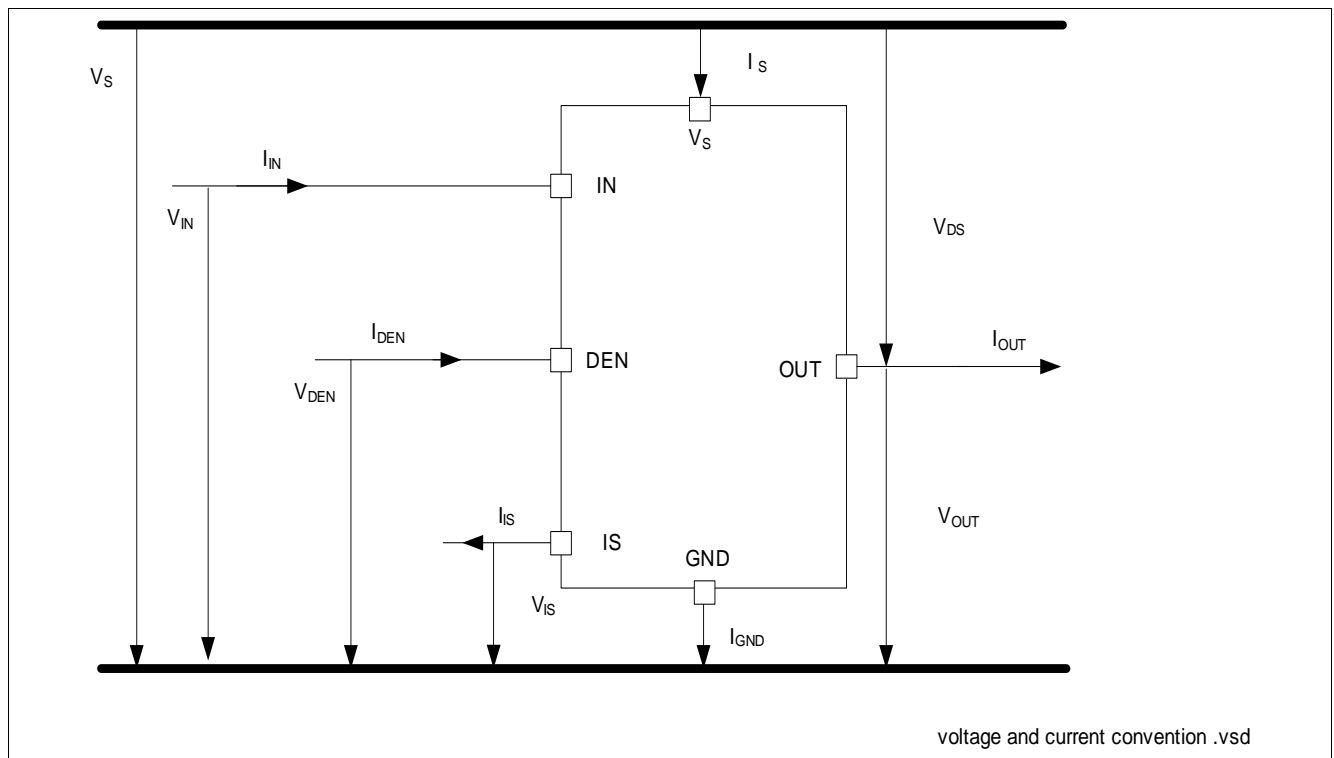 V_S
I_S
V_S
I_IN
IN
V_IN
V_DS
I_DEN
DEN
V_DEN
OUT
I_OUT
I_IS
IS
V_IS
GND
V_OUT
I_GND
voltage and current convention .vsd